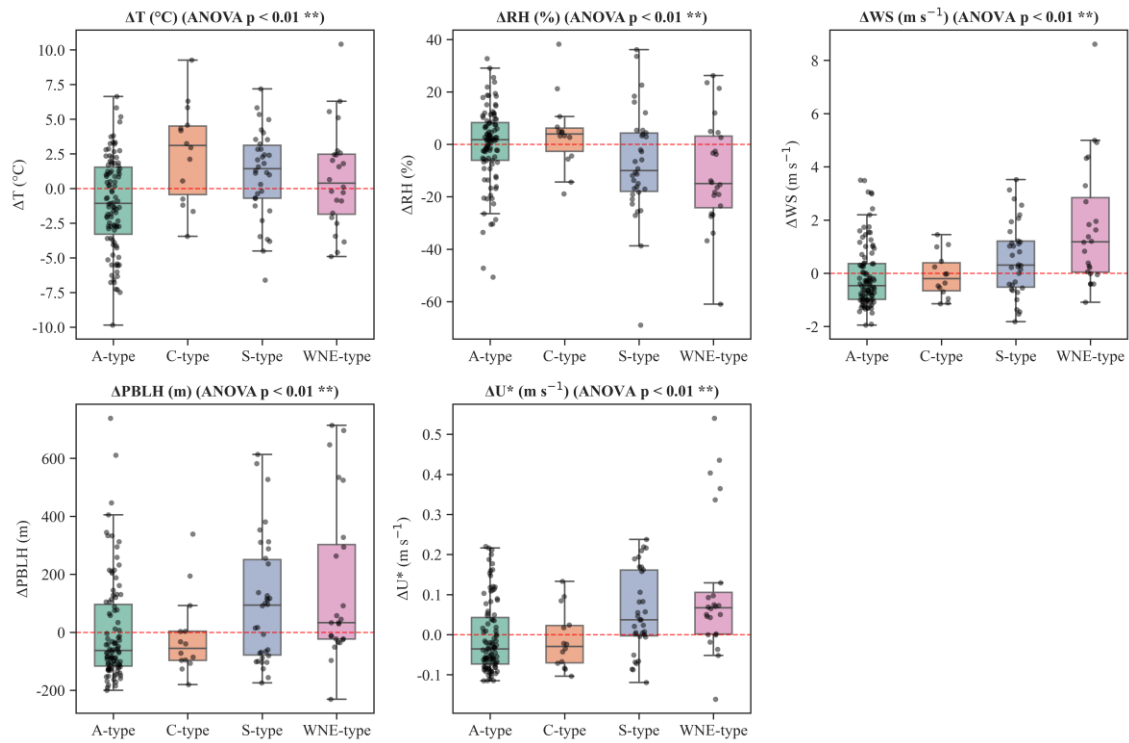 ΔT (°C) (ANOVA p < 0.01 **)
ΔRH (%) (ANOVA p < 0.01 **)
ΔWS (m s⁻¹) (ANOVA p < 0.01 **)
ΔT (°C)
10.0
7.5
5.0
2.5
0.0
-2.5
-5.0
-7.5
-10.0
A-type C-type S-type WNE-type
ΔRH (%)
40
20
0
-20
-40
-60
A-type C-type S-type WNE-type
ΔWS (m s⁻¹)
8
6
4
2
0
-2
A-type C-type S-type WNE-type
ΔPBLH (m) (ANOVA p < 0.01 **)
ΔU* (m s⁻¹) (ANOVA p < 0.01 **)
ΔPBLH (m)
600
400
200
0
-200
A-type C-type S-type WNE-type
ΔU* (m s⁻¹)
0.5
0.4
0.3
0.2
0.1
0.0
-0.1
A-type C-type S-type WNE-type